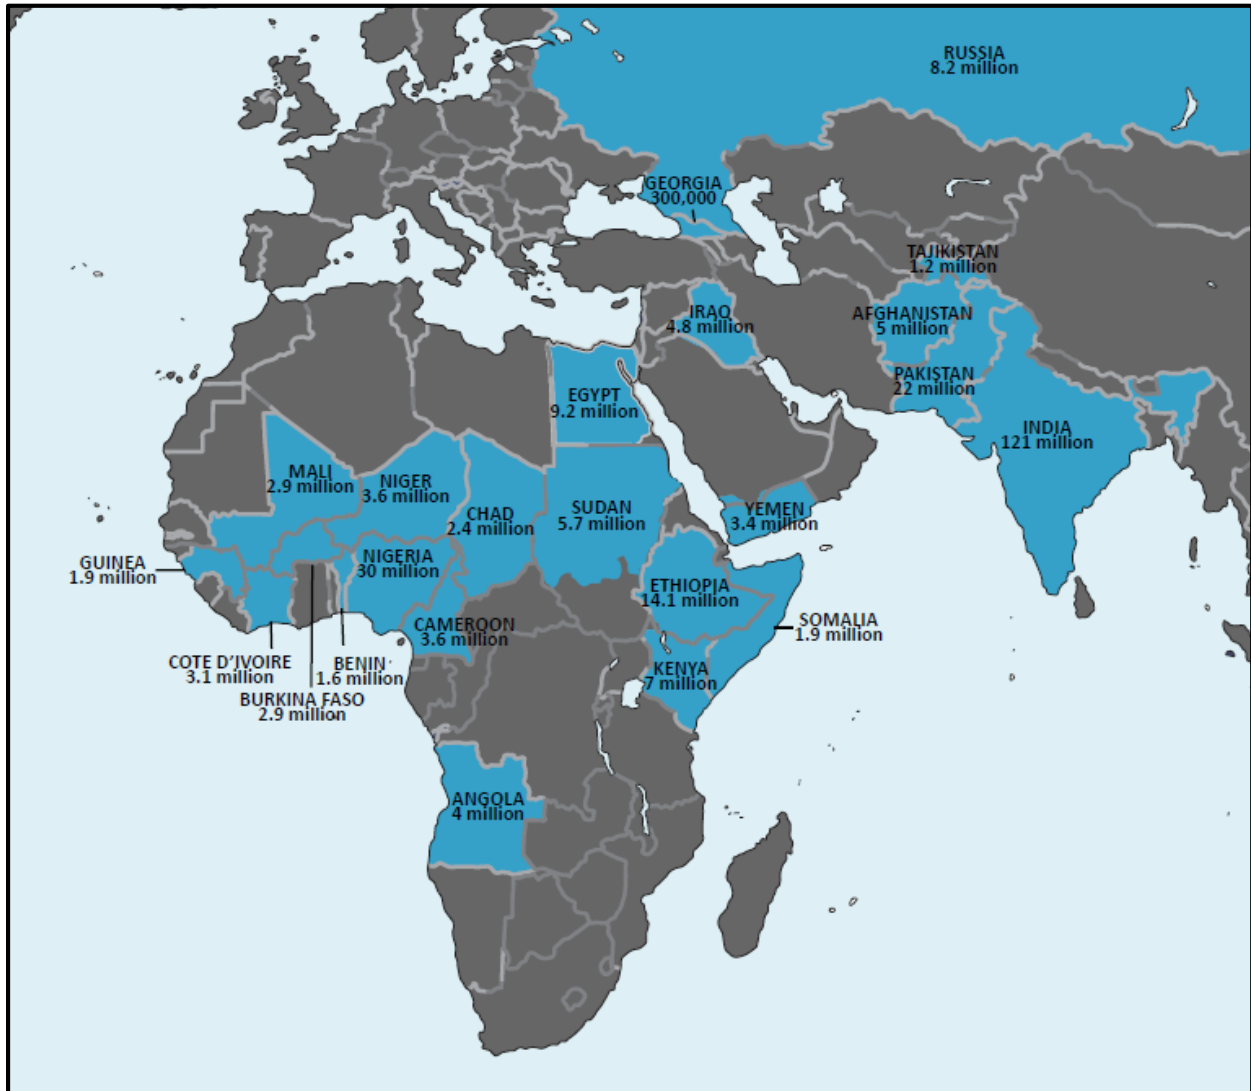 RUSSIA
8.2 million
GEORGIA
300,000
TAJIKISTAN
1.2 million
IRAQ
4.8 million
AFGHANISTAN
5 million
PAKISTAN
22 million
EGYPT
9.2 million
INDIA
121 million
MALI
2.9 million
NIGER
3.6 million
CHAD
2.4 million
SUDAN
5.7 million
YEMEN
3.4 million
GUINEA
1.9 million
NIGERIA
30 million
ETHIOPIA
14.1 million
CAMEROON
3.6 million
SOMALIA
1.9 million
COTE D'IVOIRE
3.1 million
BENIN
1.6 million
KENYA
7 million
BURKINA FASO
2.9 million
ANGOLA
4 million